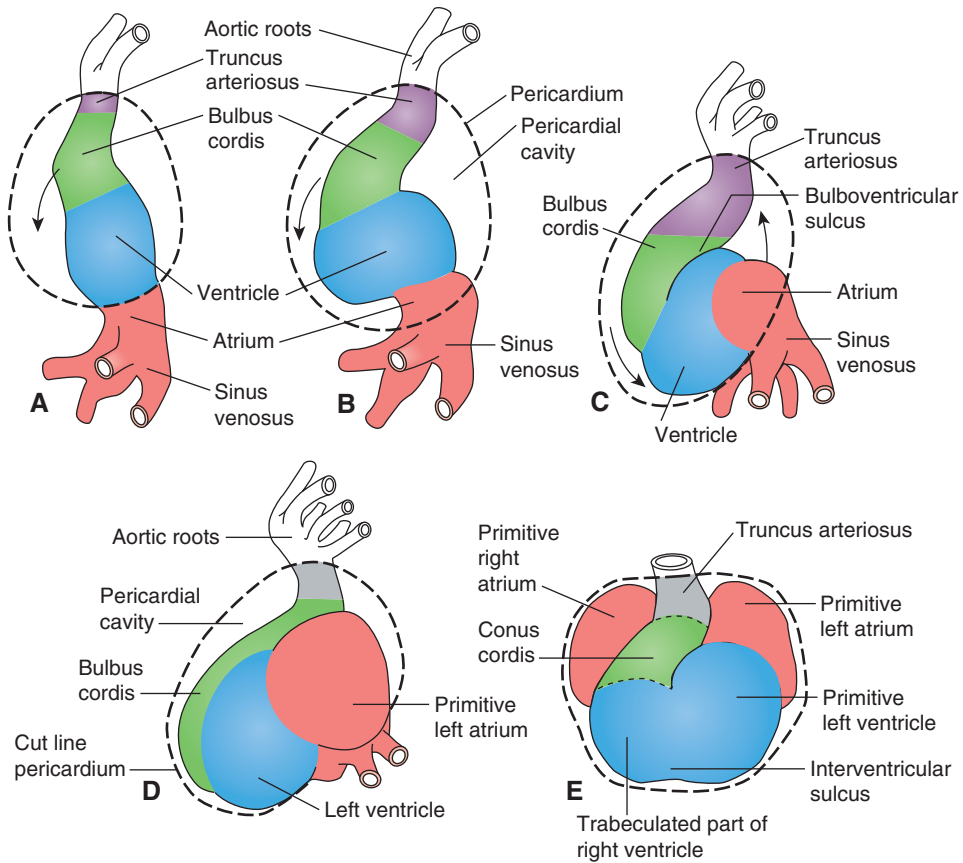 Aortic roots
Truncus
arteriosus
Bulbus
cordis
Pericardium
Pericardial
cavity
Ventricle
Atrium
Sinus
venosus
Sinus
venosus
A
B
Truncus
arteriosus
Bulboventricular
sulcus
Bulbus
cordis
Atrium
Sinus
venosus
C
Ventricle
Aortic roots
Pericardial
cavity
Bulbus
cordis
Cut line
pericardium
D
Primitive
left atrium
Left ventricle
Primitive
right
atrium
Truncus arteriosus
Conus
cordis
Primitive
left atrium
Primitive
left ventricle
E
Interventricular
sulcus
Trabeculated part of
right ventricle